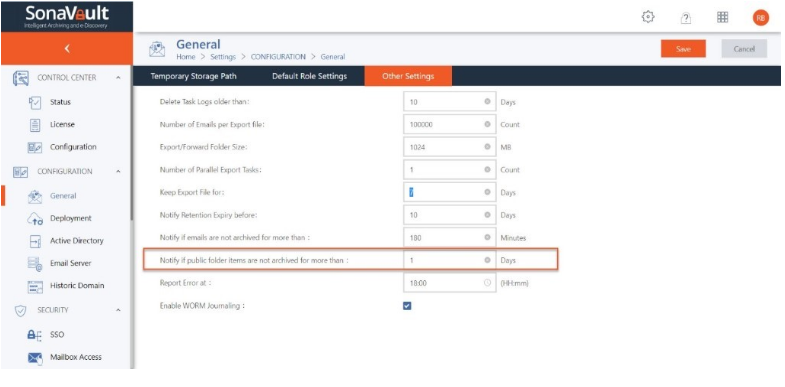 SonaVault
Intelligent Archiving and e-Discovery
RB
General
Home > Settings > CONFIGURATION > General
Save
Cancel
CONTROL CENTER
Status
License
Configuration
CONFIGURATION
General
Deployment
Active Directory
Email Server
Historic Domain
SECURITY
SSO
Mailbox Access
Temporary Storage Path
Default Role Settings
Other Settings
Delete Task Logs older than: 10 Days
Number of Emails per Export file: 100000 Count
Export/Forward Folder Size: 1024 MB
Number of Parallel Export Tasks: 1 Count
Keep Export File for: Days
Notify Retention Expiry before: 10 Days
Notify if emails are not archived for more than : 180 Minutes
Notify if public folder items are not archived for more than : 1 Days
Report Error at : 18:00 (HH:mm)
Enable WORM Journaling :